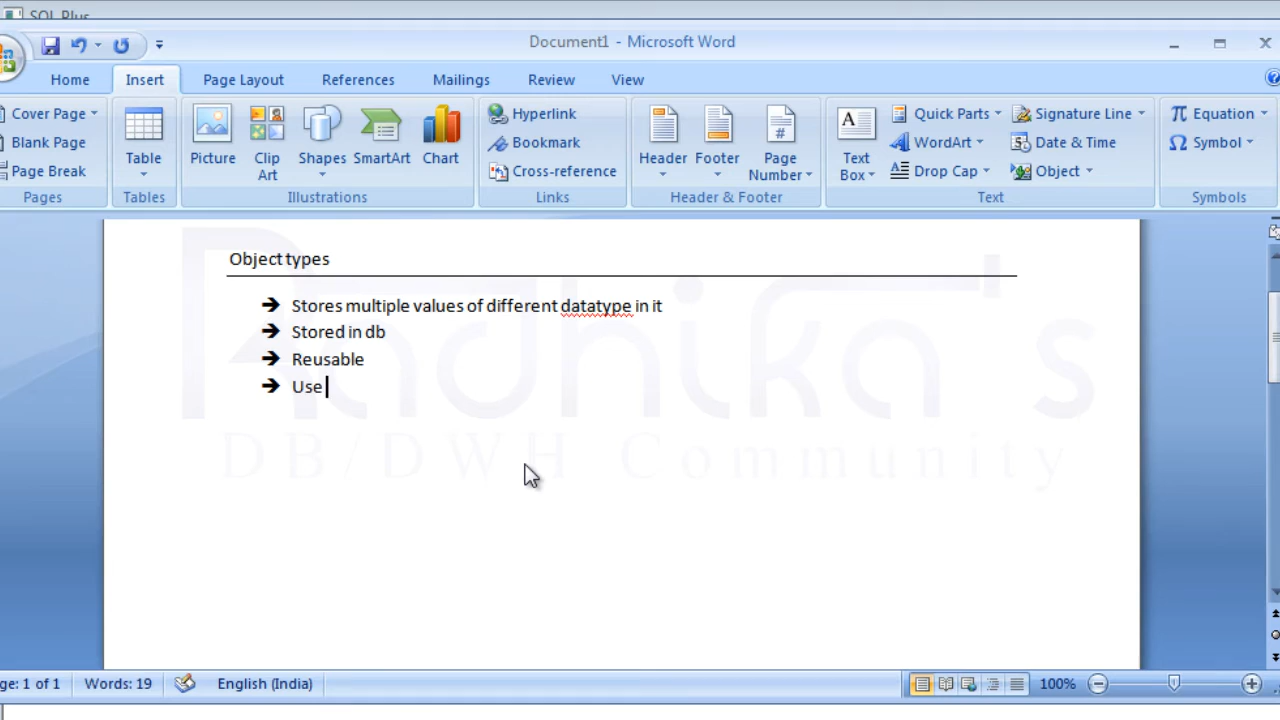 SQL Plus
Document1 - Microsoft Word
Home Insert Page Layout References Mailings Review View
Cover Page
Blank Page
Page Break
Pages
Table
Tables
Picture
Clip Art
Shapes
SmartArt
Chart
Illustrations
Hyperlink
Bookmark
Cross-reference
Links
Header
Footer
Page Number
Header & Footer
Text Box
Quick Parts
WordArt
Drop Cap
Signature Line
Date & Time
Object
Text
Equation
Symbol
Symbols
Object types
➔ Stores multiple values of different datatype in it
➔ Stored in db
➔ Reusable
➔ Use
Radhika's
DB/DWH Community
ge: 1 of 1 Words: 19 English (India) 100%